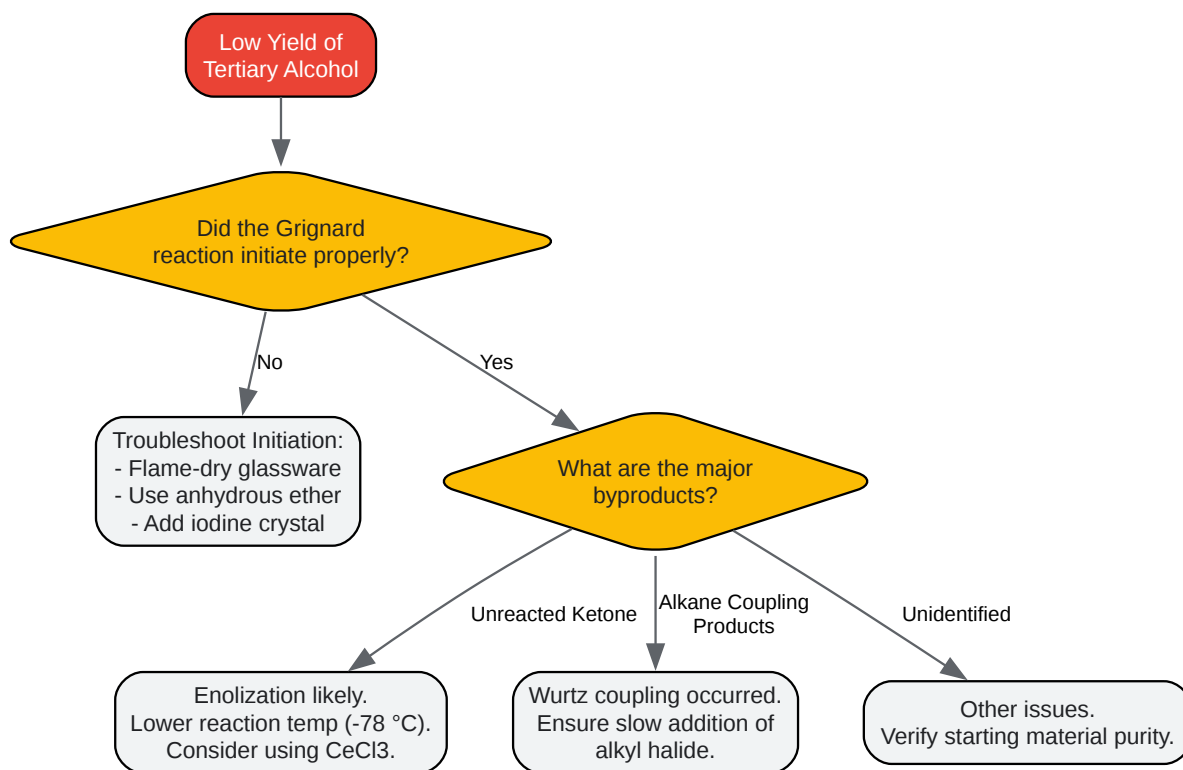 Low Yield of
Tertiary Alcohol
Did the Grignard
reaction initiate properly?
No
Yes
Troubleshoot Initiation:
- Flame-dry glassware
- Use anhydrous ether
- Add iodine crystal
What are the major
byproducts?
Unreacted Ketone
Alkane Coupling
Products
Unidentified
Enolization likely.
Lower reaction temp (-78 °C).
Consider using CeCl3.
Wurtz coupling occurred.
Ensure slow addition of
alkyl halide.
Other issues.
Verify starting material purity.